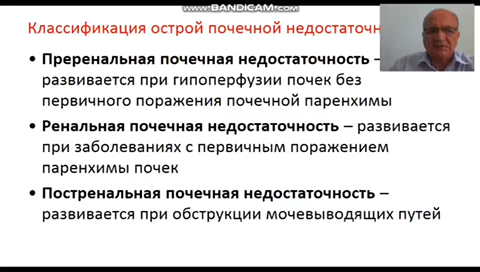 www.BANDICAM.com
Классификация острой почечной недостаточн
• Преренальная почечная недостаточность –
развивается при гипоперфузии почек без
первичного поражения почечной паренхимы
• Ренальная почечная недостаточность – развивается
при заболеваниях с первичным поражением
паренхимы почек
• Постренальная почечная недостаточность –
развивается при обструкции мочевыводящих путей